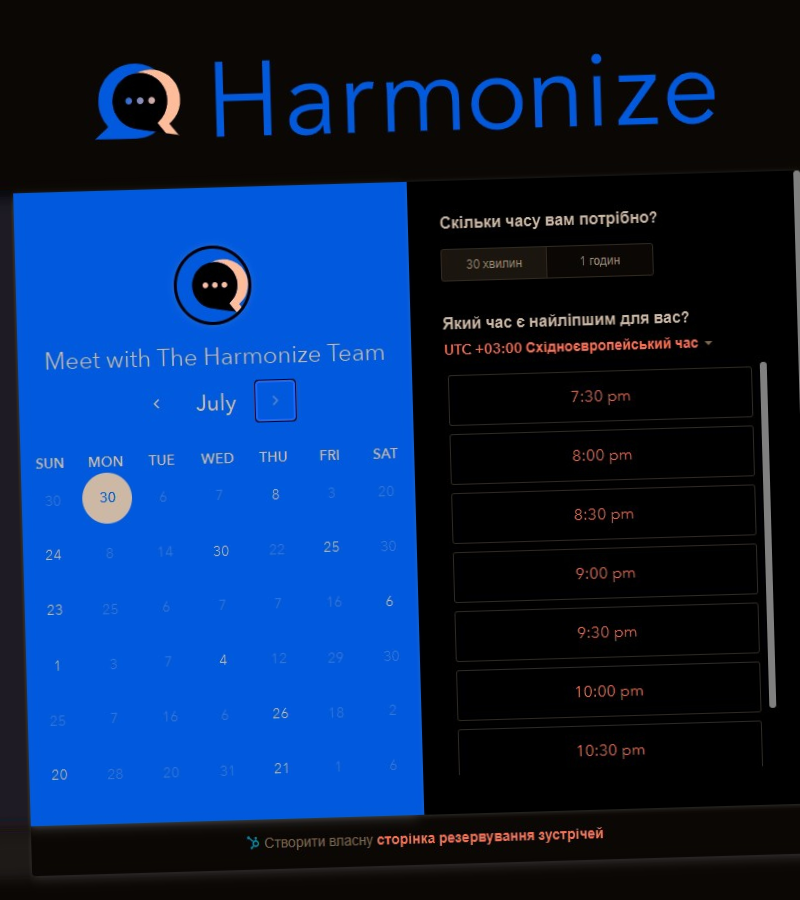 Harmonize
Meet with The Harmonize Team
July
SUN MON TUE WED THU FRI SAT
30 30 6 7 8 3 20
24 8 14 30 22 25 30
23 25 6 7 7 16 6
1 3 7 4 12 29 30
25 7 16 6 26 18 2
20 28 20 31 21 1 6
Скільки часу вам потрібно?
30 хвилин 1 годин
Який час є найліпшим для вас?
UTC +03:00 Східноєвропейський час
7:30 pm
8:00 pm
8:30 pm
9:00 pm
9:30 pm
10:00 pm
10:30 pm
Створити власну сторінка резервування зустрічей